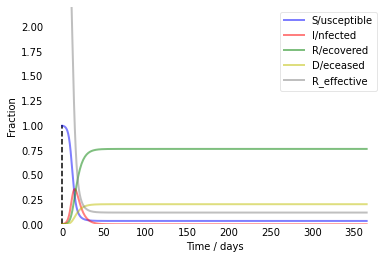 2.00
1.75
1.50
1.25
1.00
0.75
0.50
0.25
0.00
Fraction
S/usceptible
I/nfected
R/ecovered
D/eceased
R_effective
0 50 100 150 200 250 300 350
Time / days